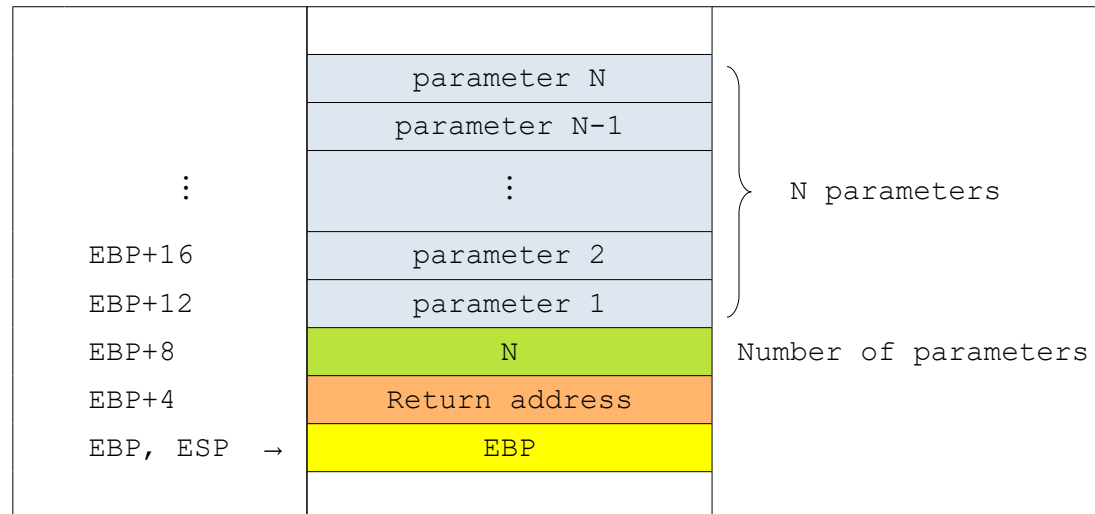 parameter N
parameter N-1
⋮ ⋮ N parameters
EBP+16 parameter 2
EBP+12 parameter 1
EBP+8 N Number of parameters
EBP+4 Return address
EBP, ESP → EBP